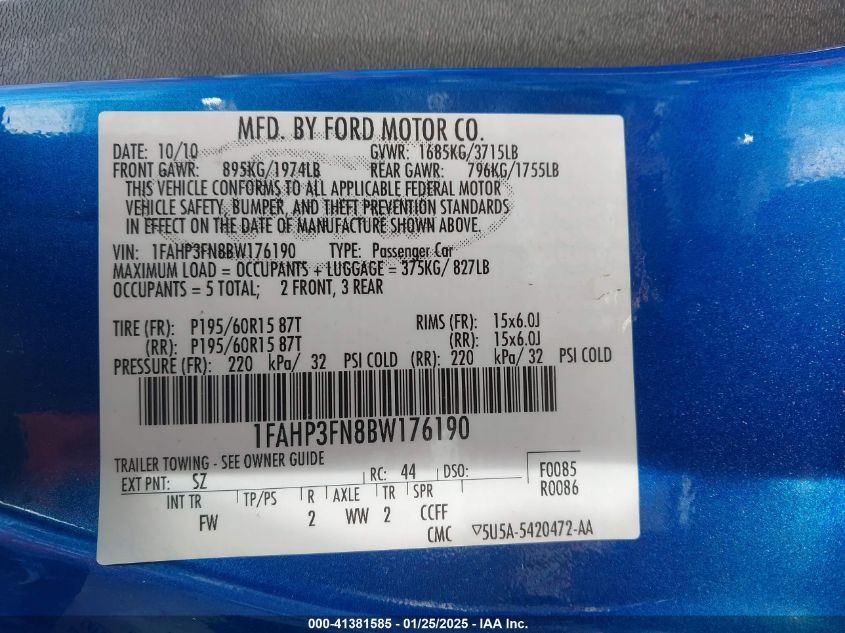 MFD. BY FORD MOTOR CO.
DATE: 10/10 GVWR: 1685KG/3715LB
FRONT GAWR: 895KG/1974LB REAR GAWR: 796KG/1755LB
THIS VEHICLE CONFORMS TO ALL APPLICABLE FEDERAL MOTOR
VEHICLE SAFETY, BUMPER, AND THEFT PREVENTION STANDARDS
IN EFFECT ON THE DATE OF MANUFACTURE SHOWN ABOVE.
VIN: 1FAHP3FN8BW176190 TYPE: Passenger Car
MAXIMUM LOAD = OCCUPANTS + LUGGAGE = 375KG/ 827LB
OCCUPANTS = 5 TOTAL; 2 FRONT, 3 REAR
TIRE (FR): P195/60R15 87T RIMS (FR): 15x6.0J
(RR): P195/60R15 87T (RR): 15x6.0J
PRESSURE (FR): 220 kPa/ 32 PSI COLD (RR): 220 kPa/ 32 PSI COLD
1FAHP3FN8BW176190
TRAILER TOWING - SEE OWNER GUIDE
EXT PNT: SZ RC: 44 DSO: F0085
R0086
INT TR TP/PS R AXLE TR SPR
FW 2 WW 2 CCFF
CMC ▽5U5A-5420472-AA
000-41381585 - 01/25/2025 - IAA Inc.